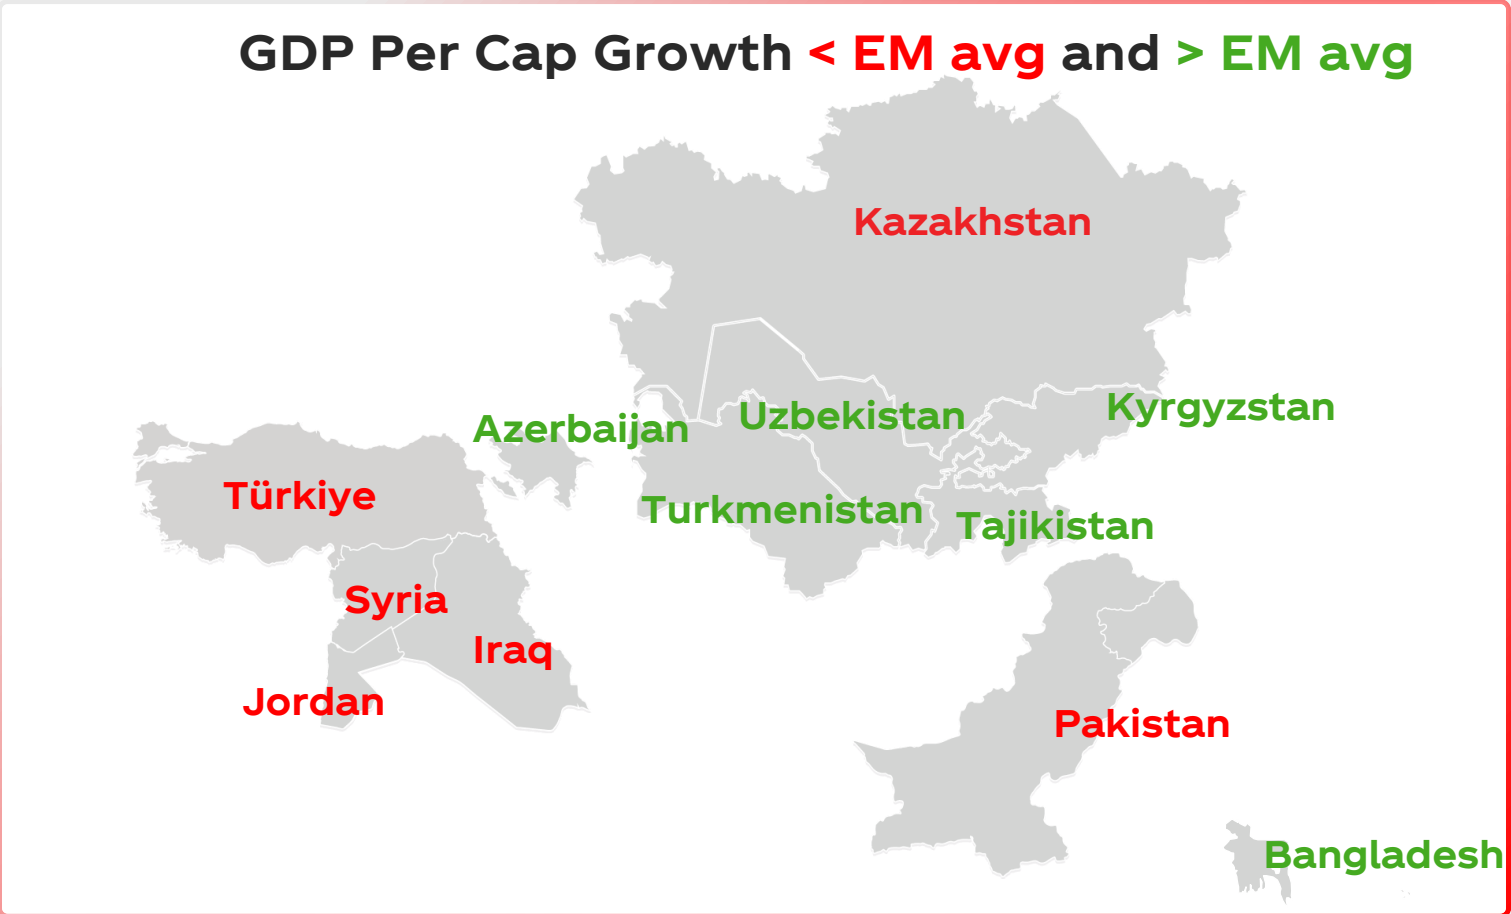 GDP Per Cap Growth < EM avg and > EM avg
Kazakhstan
Kyrgyzstan
Uzbekistan
Azerbaijan
Türkiye
Turkmenistan
Tajikistan
Syria
Iraq
Jordan
Pakistan
Bangladesh